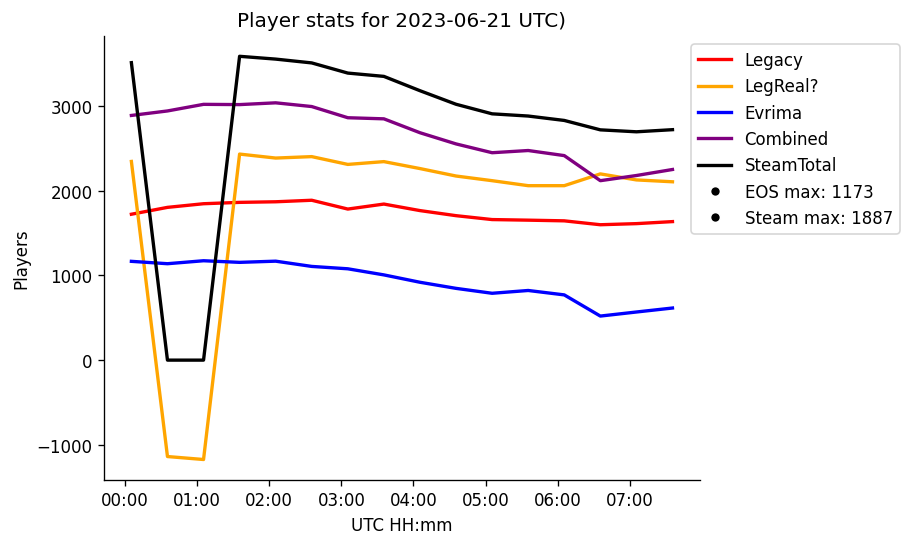 Player stats for 2023-06-21 UTC)
Legacy
LegReal?
Evrima
Combined
SteamTotal
EOS max: 1173
Steam max: 1887
Players
3000
2000
1000
0
−1000
00:00 01:00 02:00 03:00 04:00 05:00 06:00 07:00
UTC HH:mm